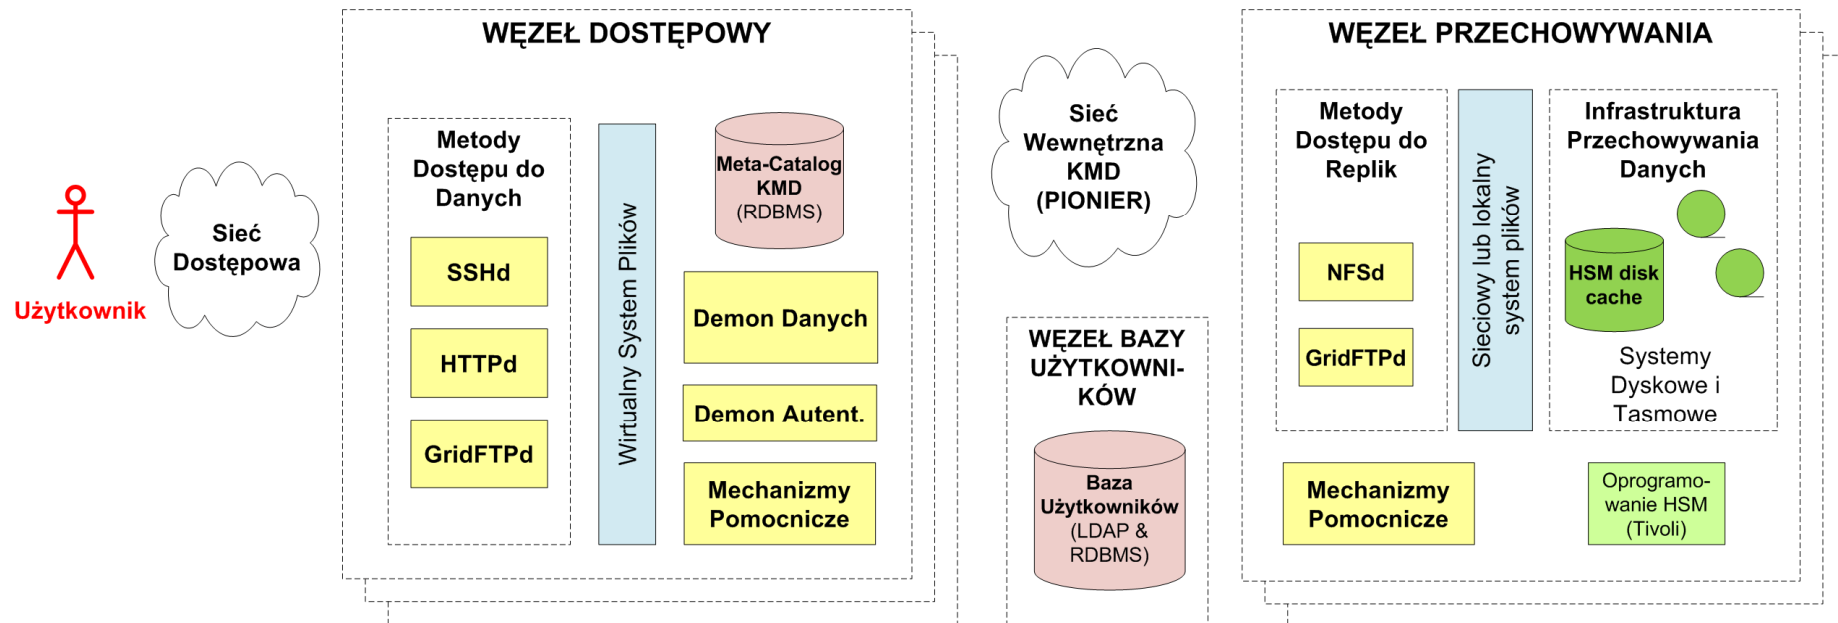 Użytkownik
Sieć
Dostępowa
WĘZEŁ DOSTĘPOWY
Metody
Dostępu do
Danych
SSHd
HTTPd
GridFTPd
Wirtualny System Plików
Meta-Catalog
KMD
(RDBMS)
Demon Danych
Demon Autent.
Mechanizmy
Pomocnicze
Sieć
Wewnętrzna
KMD
(PIONIER)
WĘZEŁ BAZY
UŻYTKOWNI-
KÓW
Baza
Użytkowników
(LDAP &
RDBMS)
WĘZEŁ PRZECHOWYWANIA
Metody
Dostępu do
Replik
NFSd
GridFTPd
Sieciowy lub lokalny
system plików
Infrastruktura
Przechowywania
Danych
HSM disk
cache
Systemy
Dyskowe i
Tasmowe
Mechanizmy
Pomocnicze
Oprogramo-
wanie HSM
(Tivoli)